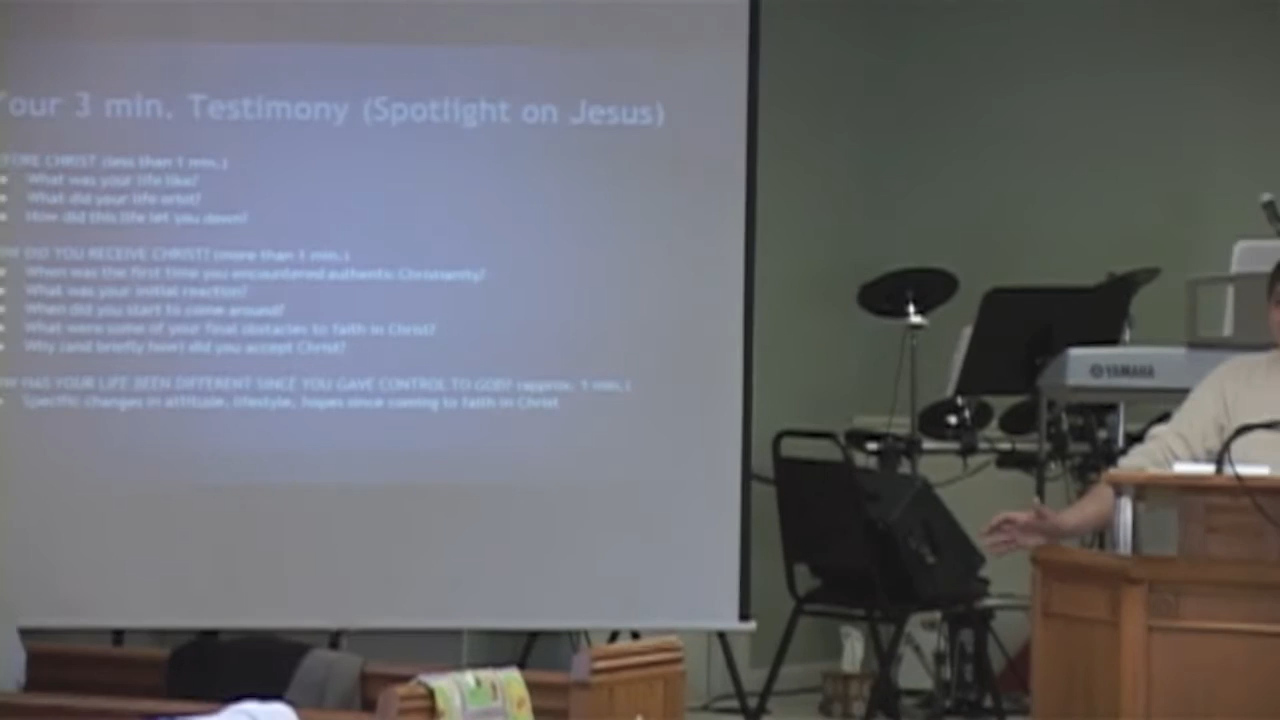 our 3 min. Testimony (Spotlight on Jesus)
CHRIST (less than 1 min.)
• What was your life like?
• What did your life orbit?
• How did this life let you down?
DID YOU RECEIVE CHRIST? (more than 1 min.)
• When was the first time you encountered authentic Christianity?
• What was your initial reaction?
• When did you start to come around?
• What were some of your final obstacles to faith in Christ?
• Why (and briefly how) did you accept Christ?
HAS YOUR LIFE BEEN DIFFERENT SINCE YOU GAVE CONTROL TO GOD? (approx. 1 min.)
• Specific changes in attitude, lifestyle, hopes since coming to faith in Christ
YAMAHA